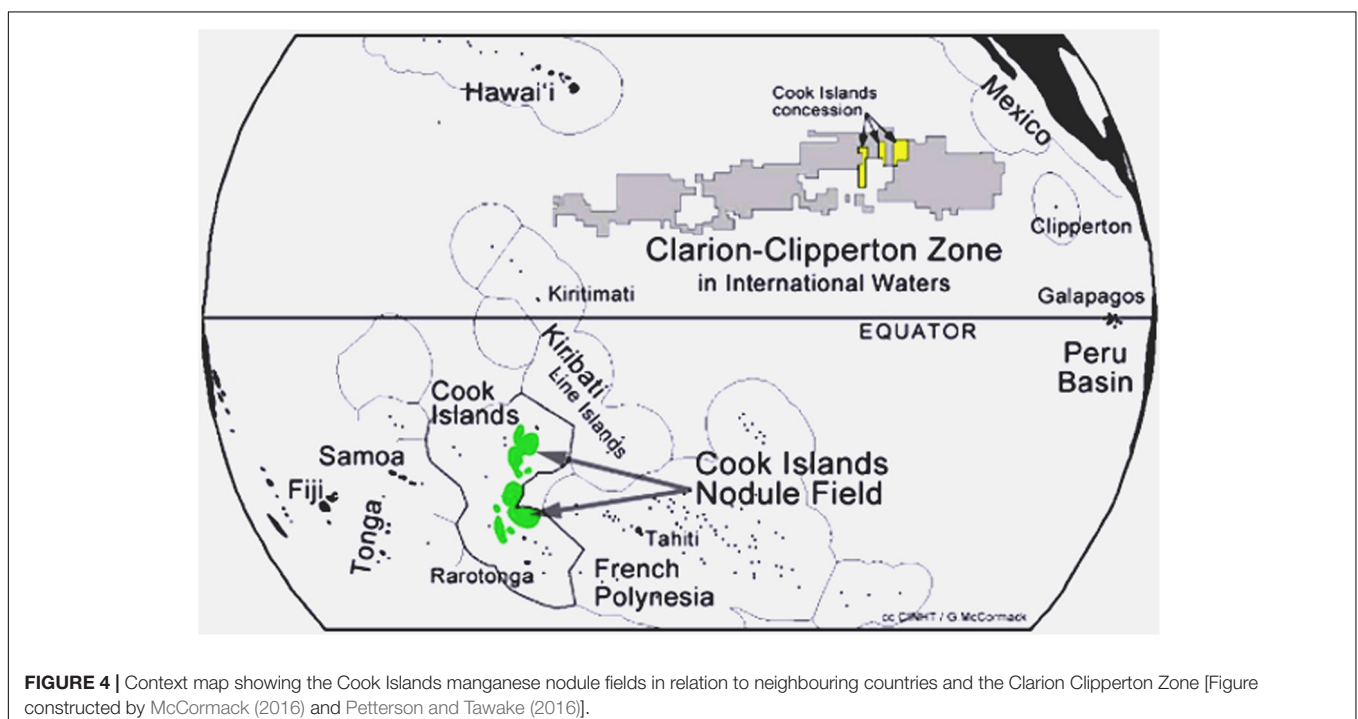 Hawai'i
Cook Islands
concession
Mexico
Clipperton
Clarion-Clipperton Zone
in International Waters
Kiritimati
Galapagos
EQUATOR
Peru
Basin
Kiribati
Line Islands
Cook
Islands
Samoa
Fiji
Tonga
Cook Islands
Nodule Field
Tahiti
Rarotonga
French
Polynesia
cc CINHT / G McCormack
FIGURE 4 | Context map showing the Cook Islands manganese nodule fields in relation to neighbouring countries and the Clarion Clipperton Zone [Figure
constructed by McCormack (2016) and Petterson and Tawake (2016)].